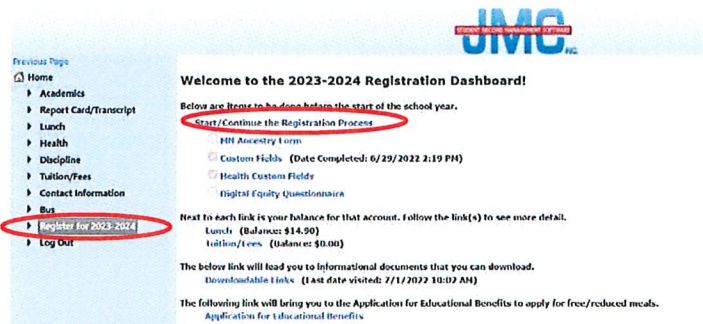 STUDENT RECORD MANAGEMENT SOFTWARE
JMC
INC.
Previous Page
Home
Academics
Report Card/Transcript
Lunch
Health
Discipline
Tuition/Fees
Contact Information
Bus
Register for 2023-2024
Log Out
Welcome to the 2023-2024 Registration Dashboard!
Below are items to be done before the start of the school year.
Start/Continue the Registration Process
MN Ancestry Form
Custom Fields (Date Completed: 6/29/2022 2:19 PM)
Health Custom Fields
Digital Equity Questionnaire
Next to each link is your balance for that account. Follow the link(s) to see more detail.
Lunch (Balance: $14.90)
Tuition/Fees (Balance: $0.00)
The below link will lead you to informational documents that you can download.
Downloadable Links (Last date visited: 7/1/2022 10:02 AM)
The following link will bring you to the Application for Educational Benefits to apply for free/reduced meals.
Application for Educational Benefits